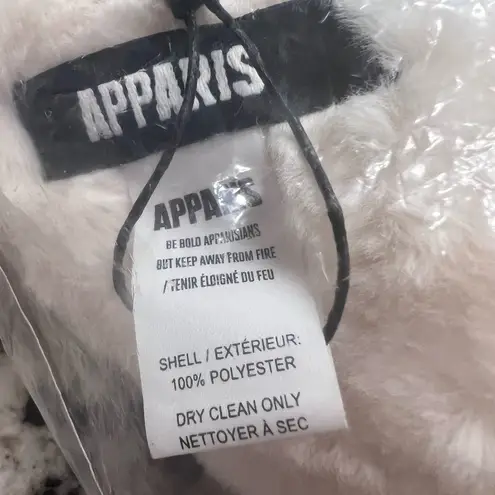 APPARIS
APPARIS
BE BOLD APPARISIANS
BUT KEEP AWAY FROM FIRE
/ TENIR ÉLOIGNÉ DU FEU
SHELL / EXTÉRIEUR:
100% POLYESTER
DRY CLEAN ONLY
NETTOYER À SEC